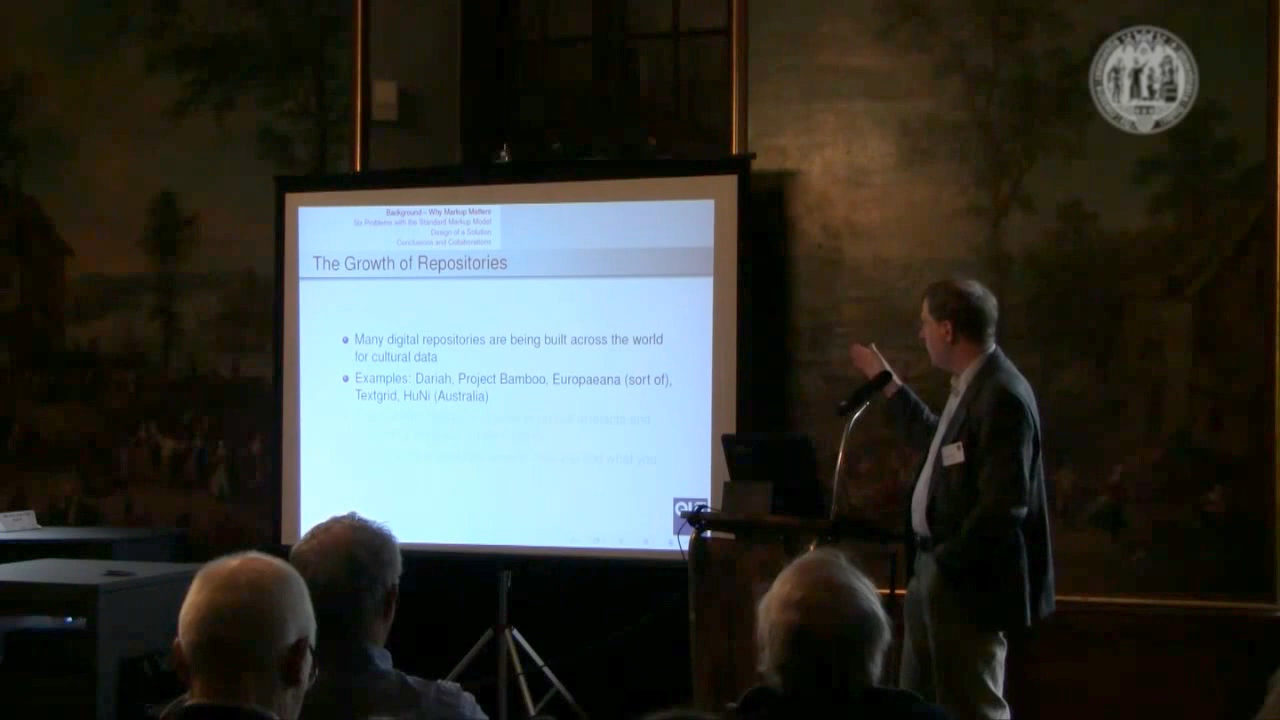 Background – Why Markup Matters
Six Problems with the Standard Markup Model
Design of a Solution
Conclusions and Collaborations
The Growth of Repositories
Many digital repositories are being built across the world
for cultural data
Examples: Dariah, Project Bamboo, Europaeana (sort of),
Textgrid, HuNi (Australia)